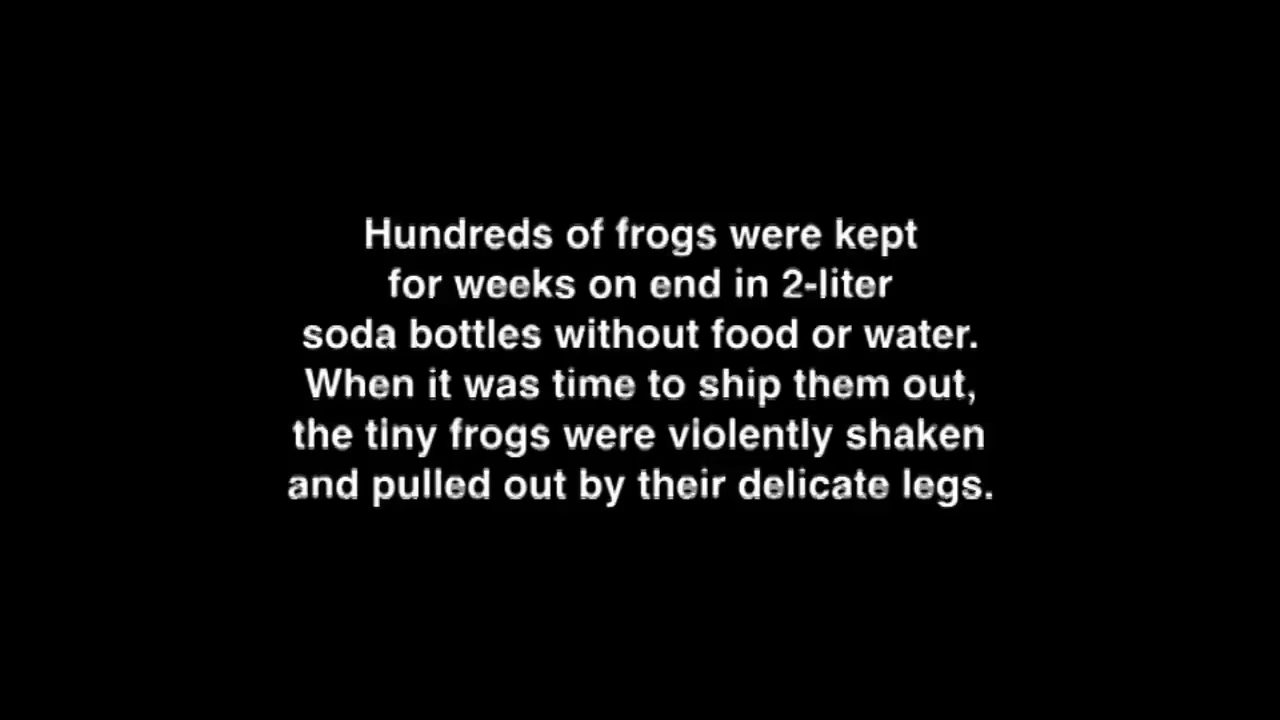 Hundreds of frogs were kept
for weeks on end in 2-liter
soda bottles without food or water.
When it was time to ship them out,
the tiny frogs were violently shaken
and pulled out by their delicate legs.